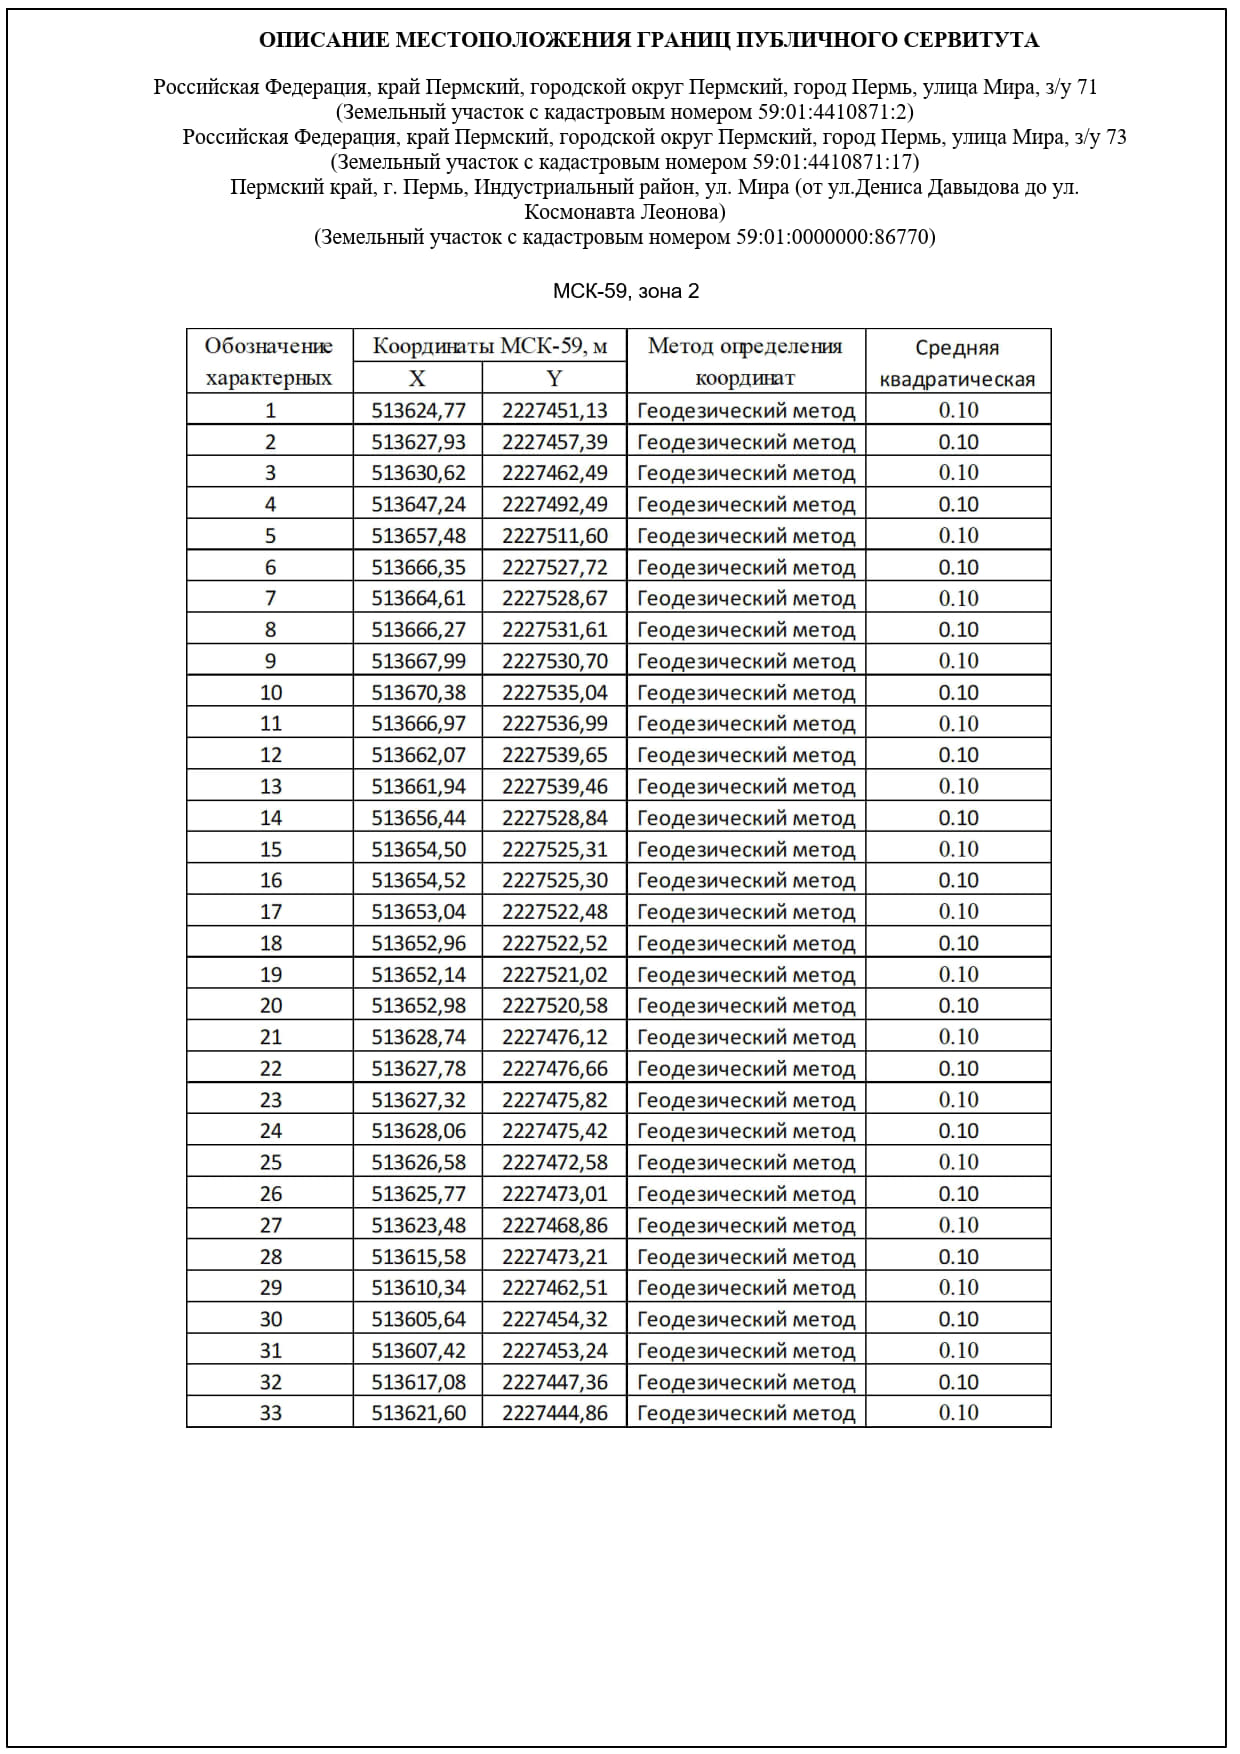 ОПИСАНИЕ МЕСТОПОЛОЖЕНИЯ ГРАНИЦ ПУБЛИЧНОГО СЕРВИТУТА
Российская Федерация, край Пермский, городской округ Пермский, город Пермь, улица Мира, з/у 71
(Земельный участок с кадастровым номером 59:01:4410871:2)
Российская Федерация, край Пермский, городской округ Пермский, город Пермь, улица Мира, з/у 73
(Земельный участок с кадастровым номером 59:01:4410871:17)
Пермский край, г. Пермь, Индустриальный район, ул. Мира (от ул.Дениса Давыдова до ул.
Космонавта Леонова)
(Земельный участок с кадастровым номером 59:01:0000000:86770)
МСК-59, зона 2
Обозначение характерных Координаты МСК-59, м X Y Метод определения координат Средняя квадратическая
1 513624,77 2227451,13 Геодезический метод 0.10
2 513627,93 2227457,39 Геодезический метод 0.10
3 513630,62 2227462,49 Геодезический метод 0.10
4 513647,24 2227492,49 Геодезический метод 0.10
5 513657,48 2227511,60 Геодезический метод 0.10
6 513666,35 2227527,72 Геодезический метод 0.10
7 513664,61 2227528,67 Геодезический метод 0.10
8 513666,27 2227531,61 Геодезический метод 0.10
9 513667,99 2227530,70 Геодезический метод 0.10
10 513670,38 2227535,04 Геодезический метод 0.10
11 513666,97 2227536,99 Геодезический метод 0.10
12 513662,07 2227539,65 Геодезический метод 0.10
13 513661,94 2227539,46 Геодезический метод 0.10
14 513656,44 2227528,84 Геодезический метод 0.10
15 513654,50 2227525,31 Геодезический метод 0.10
16 513654,52 2227525,30 Геодезический метод 0.10
17 513653,04 2227522,48 Геодезический метод 0.10
18 513652,96 2227522,52 Геодезический метод 0.10
19 513652,14 2227521,02 Геодезический метод 0.10
20 513652,98 2227520,58 Геодезический метод 0.10
21 513628,74 2227476,12 Геодезический метод 0.10
22 513627,78 2227476,66 Геодезический метод 0.10
23 513627,32 2227475,82 Геодезический метод 0.10
24 513628,06 2227475,42 Геодезический метод 0.10
25 513626,58 2227472,58 Геодезический метод 0.10
26 513625,77 2227473,01 Геодезический метод 0.10
27 513623,48 2227468,86 Геодезический метод 0.10
28 513615,58 2227473,21 Геодезический метод 0.10
29 513610,34 2227462,51 Геодезический метод 0.10
30 513605,64 2227454,32 Геодезический метод 0.10
31 513607,42 2227453,24 Геодезический метод 0.10
32 513617,08 2227447,36 Геодезический метод 0.10
33 513621,60 2227444,86 Геодезический метод 0.10